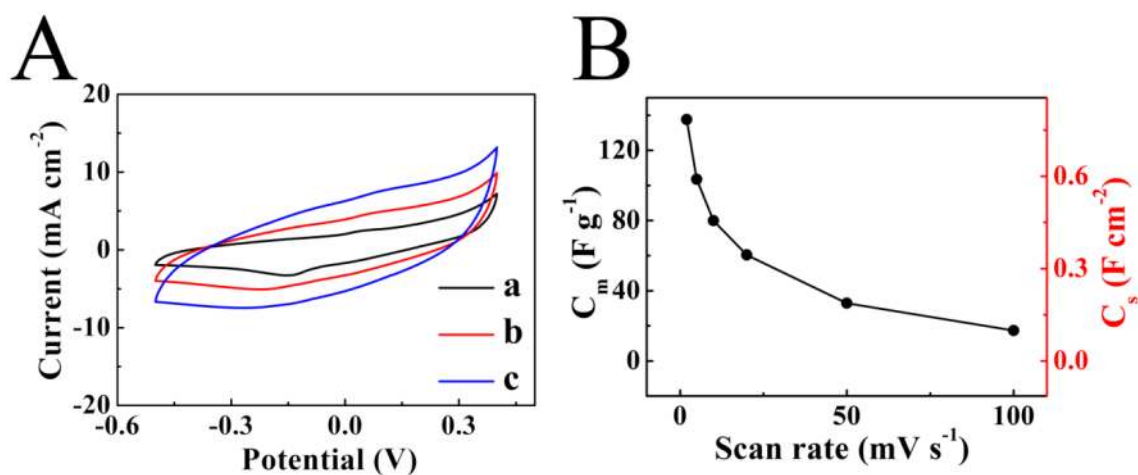 A
B
20
10
0
-10
-20
-0.6
-0.3
0.0
0.3
Current (mA cm-2)
Potential (V)
a
b
c
120
80
40
0
Cm (F g-1)
0
50
100
Scan rate (mV s-1)
0.6
0.3
0.0
Cs (F cm-2)